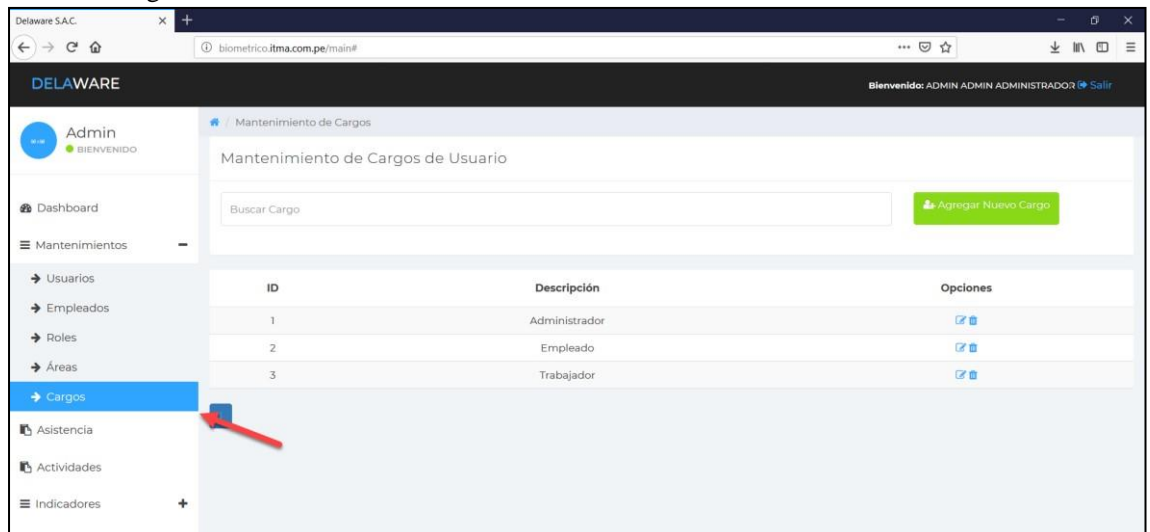 Delaware S.A.C.
biometrico.itma.com.pe/main#
DELAWARE
Bienvenido: ADMIN ADMIN ADMINISTRADOR Salir
Admin
BIENVENIDO
/ Mantenimiento de Cargos
Mantenimiento de Cargos de Usuario
Buscar Cargo
Agregar Nuevo Cargo
Dashboard
Mantenimientos
Usuarios
Empleados
Roles
Áreas
Cargos
Asistencia
Actividades
Indicadores
ID Descripción Opciones
1 Administrador
2 Empleado
3 Trabajador